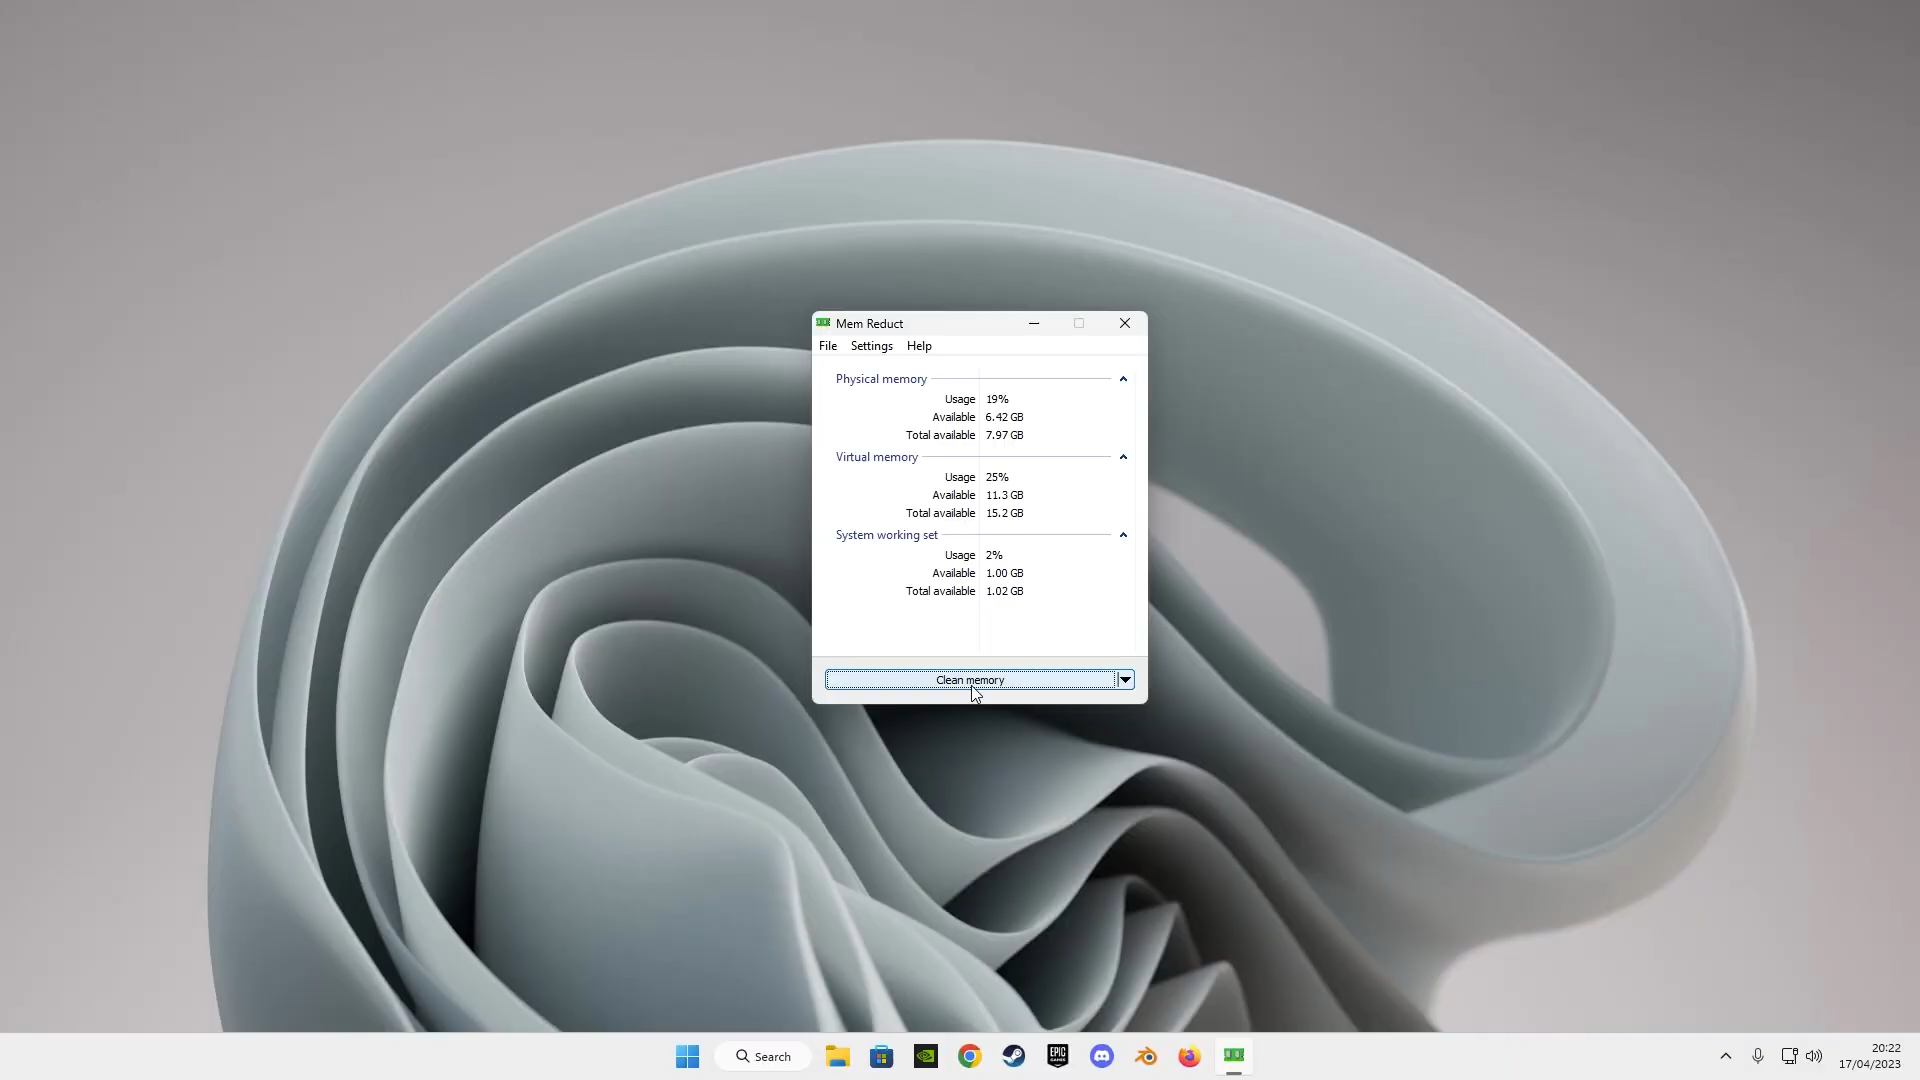 Mem Reduct
File Settings Help
Physical memory
Usage 19%
Available 6.42 GB
Total available 7.97 GB
Virtual memory
Usage 25%
Available 11.3 GB
Total available 15.2 GB
System working set
Usage 2%
Available 1.00 GB
Total available 1.02 GB
Clean memory
Search
EPIC
GAMES
20:22
17/04/2023